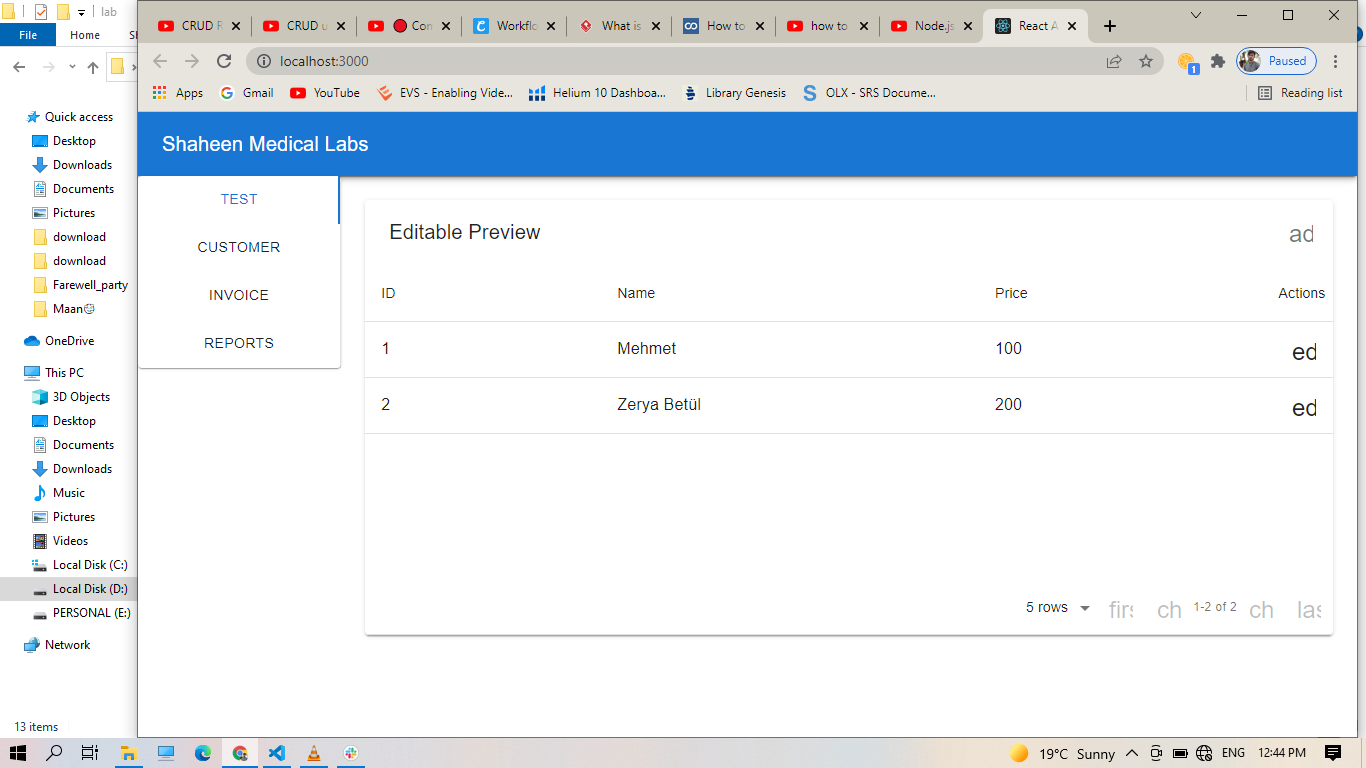 lab
File
Home
Sh
CRUD R
CRUD u
Con
Workflo
What is
How to
how to
Node.js
React A
localhost:3000
1
Paused
Apps
Gmail
YouTube
EVS - Enabling Vide...
Helium 10 Dashboa...
Library Genesis
OLX - SRS Docume...
Reading list
Quick access
Desktop
Downloads
Documents
Pictures
download
download
Farewell_party
Maan
OneDrive
This PC
3D Objects
Desktop
Documents
Downloads
Music
Pictures
Videos
Local Disk (C:)
Local Disk (D:)
PERSONAL (E:)
Network
13 items
Shaheen Medical Labs
TEST
CUSTOMER
INVOICE
REPORTS
Editable Preview
ad
ID Name Price Actions
1 Mehmet 100 ed
2 Zerya Betül 200 ed
5 rows firs ch 1-2 of 2 ch las
19°C Sunny ENG 12:44 PM